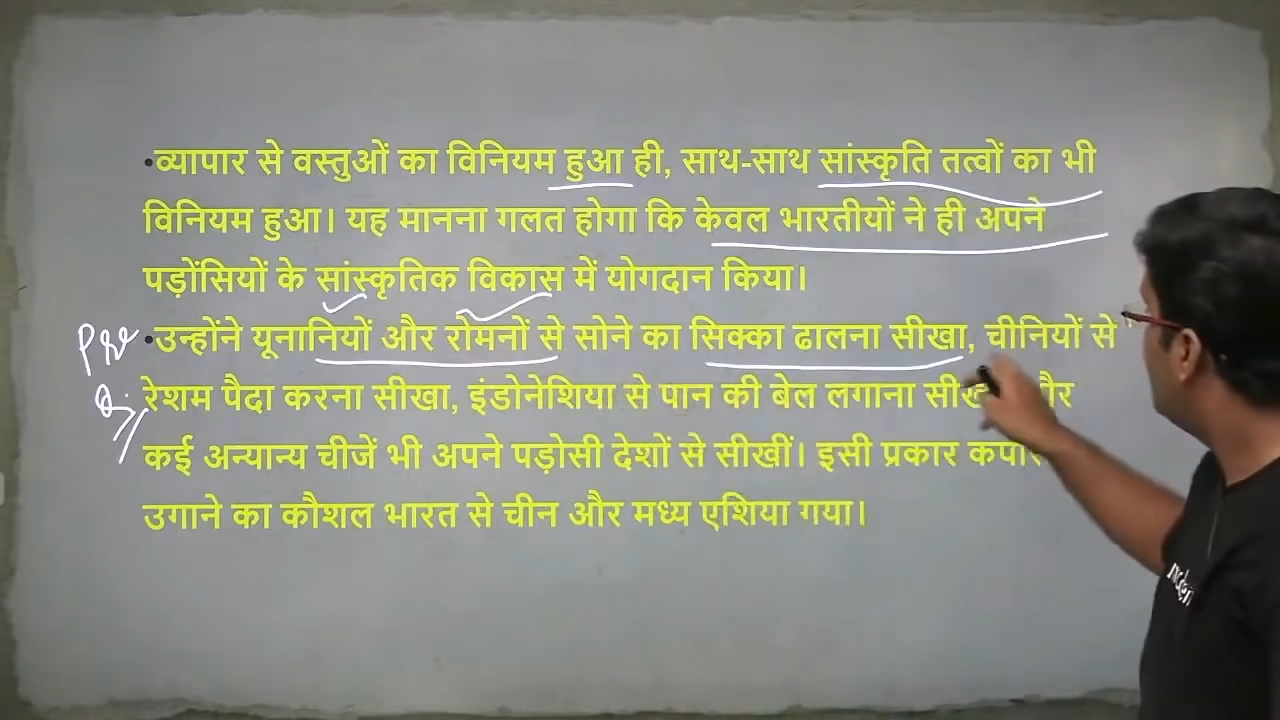 •व्यापार से वस्तुओं का विनियम हुआ ही, साथ-साथ सांस्कृति तत्वों का भी
विनियम हुआ। यह मानना गलत होगा कि केवल भारतीयों ने ही अपने
पड़ोंसियों के सांस्कृतिक विकास में योगदान किया।
Pre •उन्होंने यूनानियों और रोमनों से सोने का सिक्का ढालना सीखा, चीनियों से
रेशम पैदा करना सीखा, इंडोनेशिया से पान की बेल लगाना
कई अन्यान्य चीजें भी अपने पड़ोसी देशों से सीखीं। इसी प्रकार
उगाने का कौशल भारत से चीन और मध्य एशिया गया।